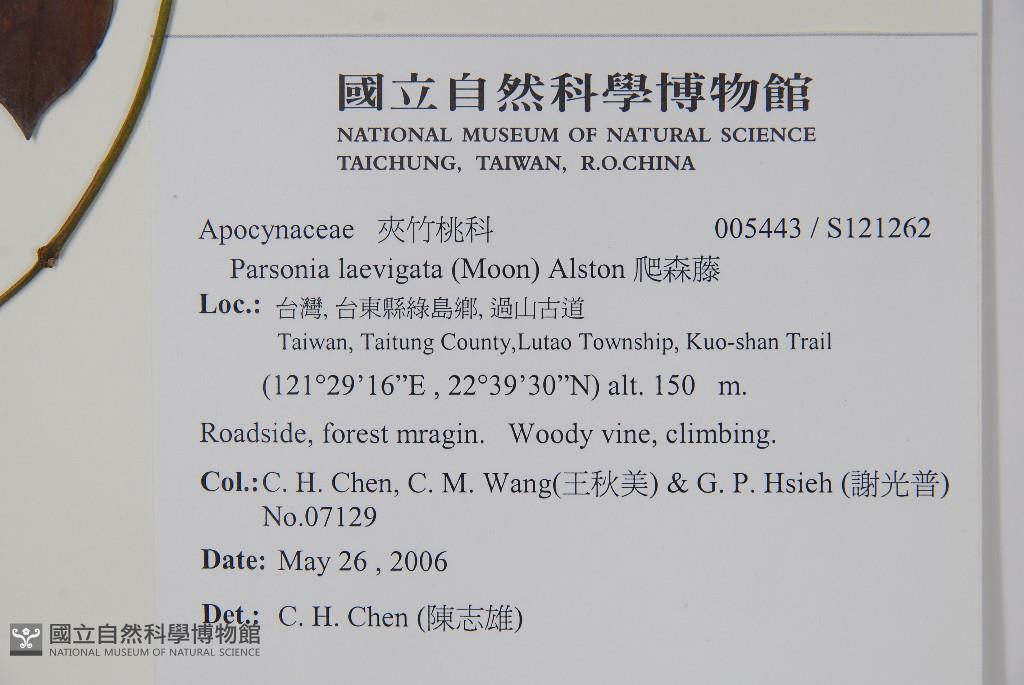 國立自然科學博物館
NATIONAL MUSEUM OF NATURAL SCIENCE
TAICHUNG, TAIWAN, R.O.CHINA
Apocynaceae 夾竹桃科 005443 / S121262
Parsonia laevigata (Moon) Alston 爬森藤
Loc.: 台灣, 台東縣綠島鄉, 過山古道
Taiwan, Taitung County,Lutao Township, Kuo-shan Trail
(121°29’16”E , 22°39’30”N) alt. 150 m.
Roadside, forest mragin. Woody vine, climbing.
Col.: C. H. Chen, C. M. Wang(王秋美) & G. P. Hsieh (謝光普)
No.07129
Date: May 26 , 2006
Det.: C. H. Chen (陳志雄)
國立自然科學博物館
NATIONAL MUSEUM OF NATURAL SCIENCE